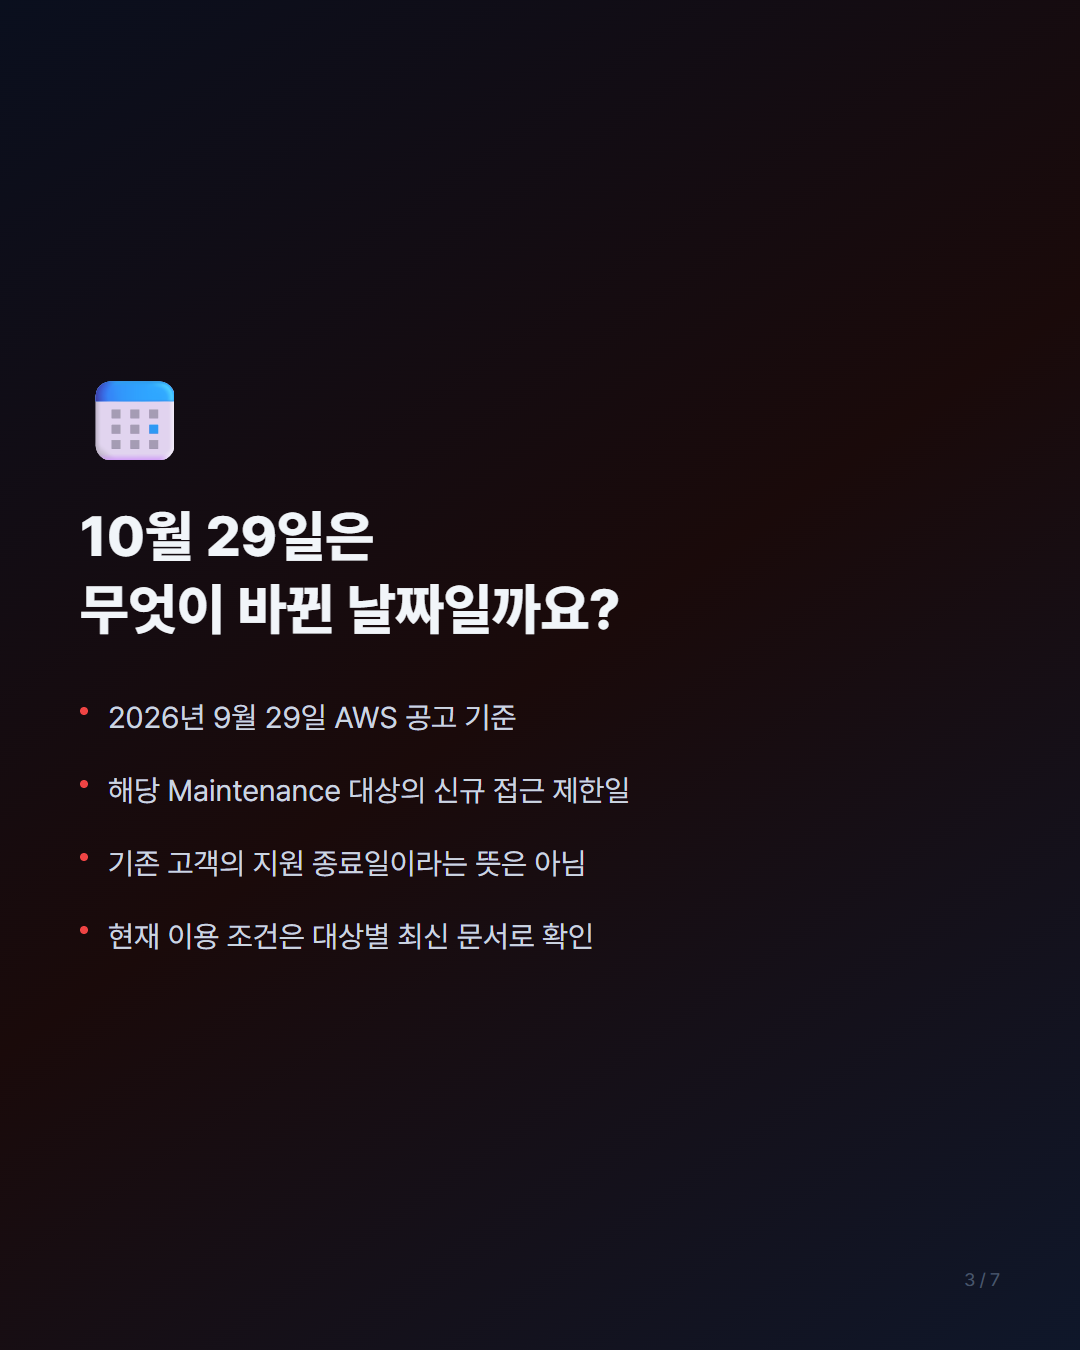 10월 29일은
무엇이 바뀐 날짜일까요?
2026년 9월 29일 AWS 공고 기준
해당 Maintenance 대상의 신규 접근 제한일
기존 고객의 지원 종료일이라는 뜻은 아님
현재 이용 조건은 대상별 최신 문서로 확인
3 / 7